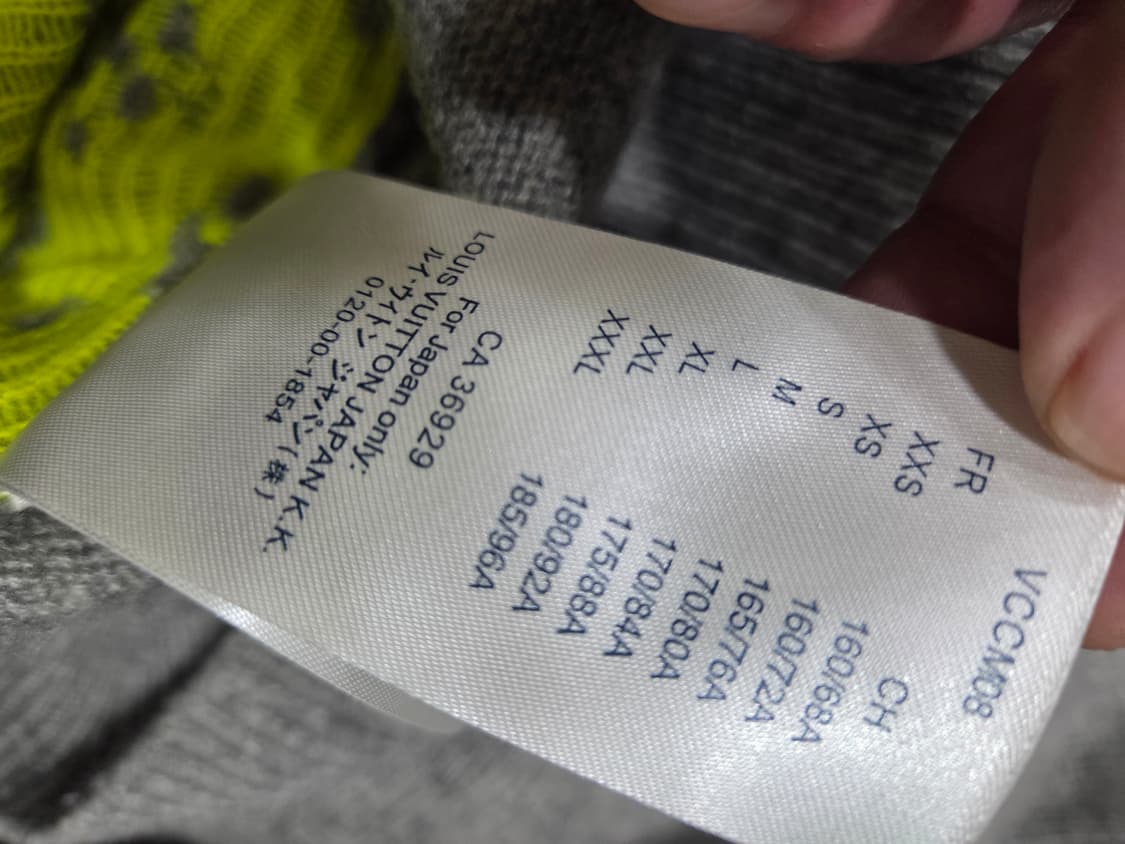 VCCM08
FR CH
XXS 160/68A
XS 160/72A
S 165/76A
M 170/80A
L 170/84A
XL 175/88A
XXL 180/92A
XXXL 185/96A
CA 36929
For Japan only:
LOUIS VUITTON JAPAN K.K.
ルイ・ヴィトン ジャパン(株)
0120-00-1854